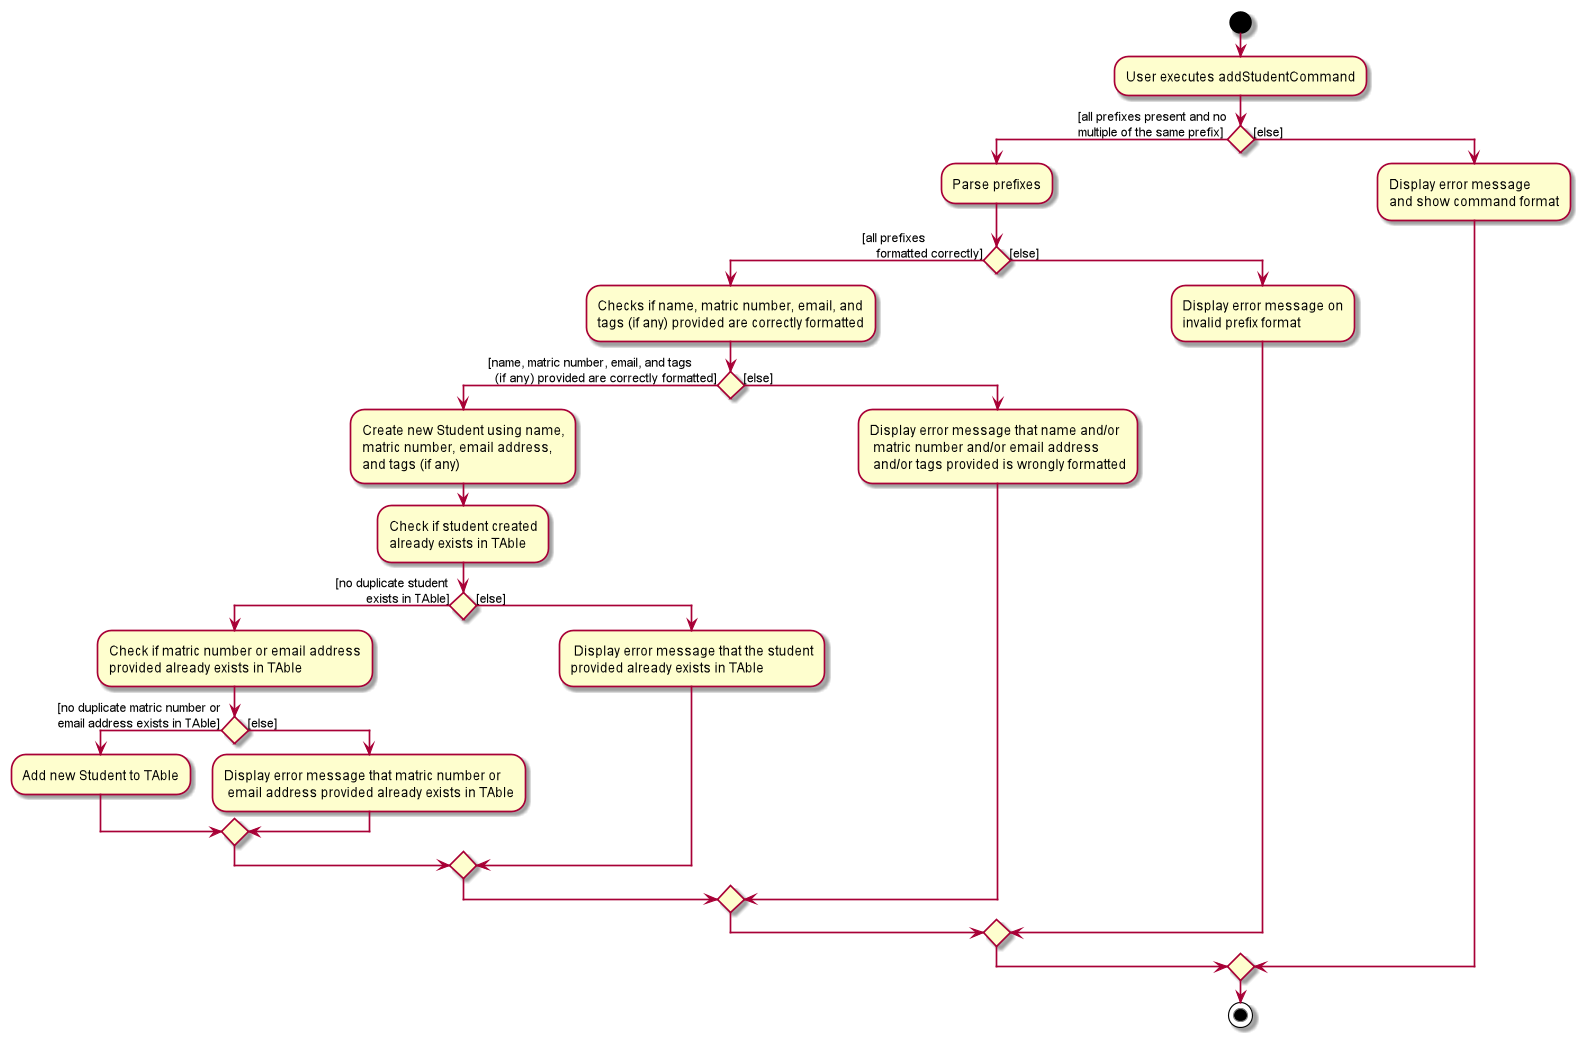 User executes addStudentCommand
[all prefixes present and no
multiple of the same prefix]
[else]
Parse prefixes
Display error message
and show command format
[all prefixes
formatted correctly]
[else]
Checks if name, matric number, email, and
tags (if any) provided are correctly formatted
Display error message on
invalid prefix format
[name, matric number, email, and tags
(if any) provided are correctly formatted]
[else]
Create new Student using name,
matric number, email address,
and tags (if any)
Display error message that name and/or
matric number and/or email address
and/or tags provided is wrongly formatted
Check if student created
already exists in TAble
[no duplicate student
exists in TAble]
[else]
Check if matric number or email address
provided already exists in TAble
Display error message that the student
provided already exists in TAble
[no duplicate matric number or
email address exists in TAble]
[else]
Add new Student to TAble
Display error message that matric number or
email address provided already exists in TAble